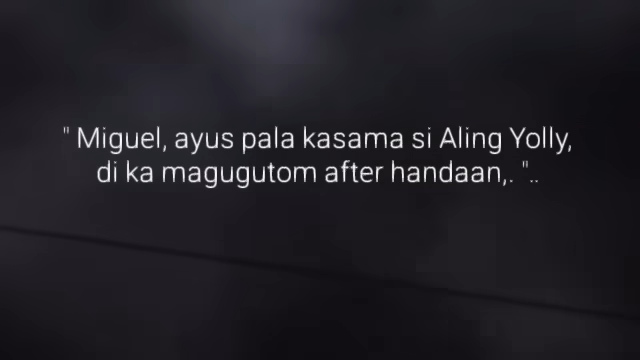 " Miguel, ayus pala kasama si Aling Yolly,
di ka magugutom after handaan,. "..